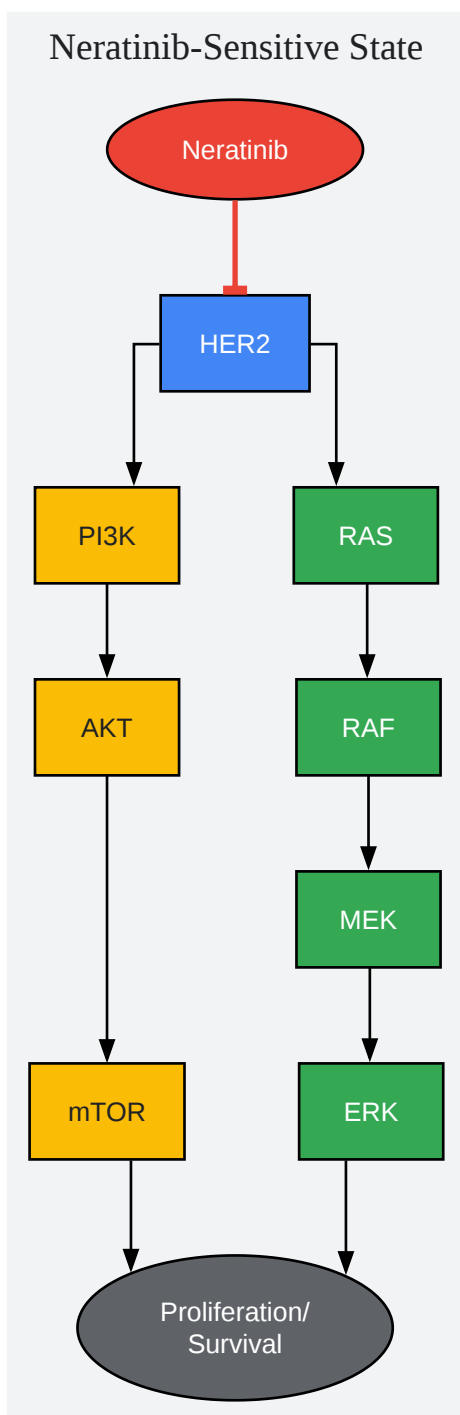 Neratinib-Sensitive State
Neratinib
HER2
PI3K
RAS
AKT
RAF
MEK
mTOR
ERK
Proliferation/
Survival